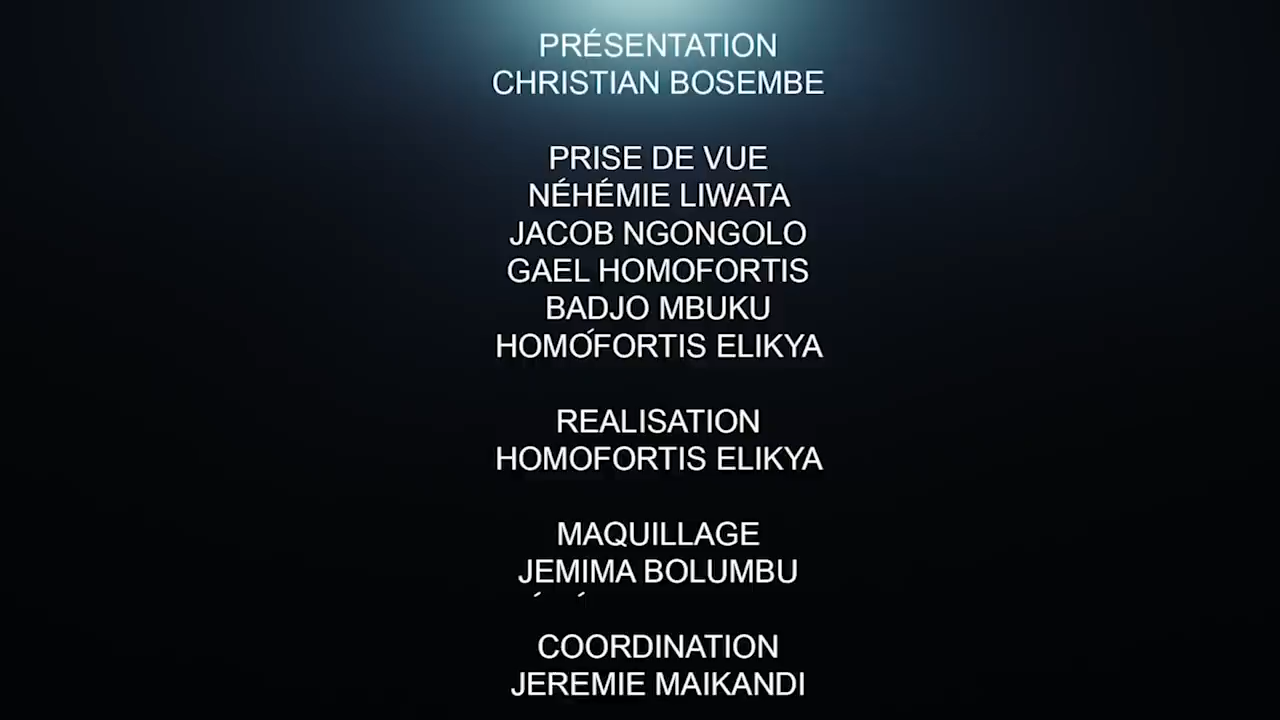 PRÉSENTATION
CHRISTIAN BOSEMBE
PRISE DE VUE
NÉHÉMIE LIWATA
JACOB NGONGOLO
GAEL HOMOFORTIS
BADJO MBUKU
HOMOFORTIS ELIKYA
REALISATION
HOMOFORTIS ELIKYA
MAQUILLAGE
JEMIMA BOLUMBU
COORDINATION
JEREMIE MAIKANDI